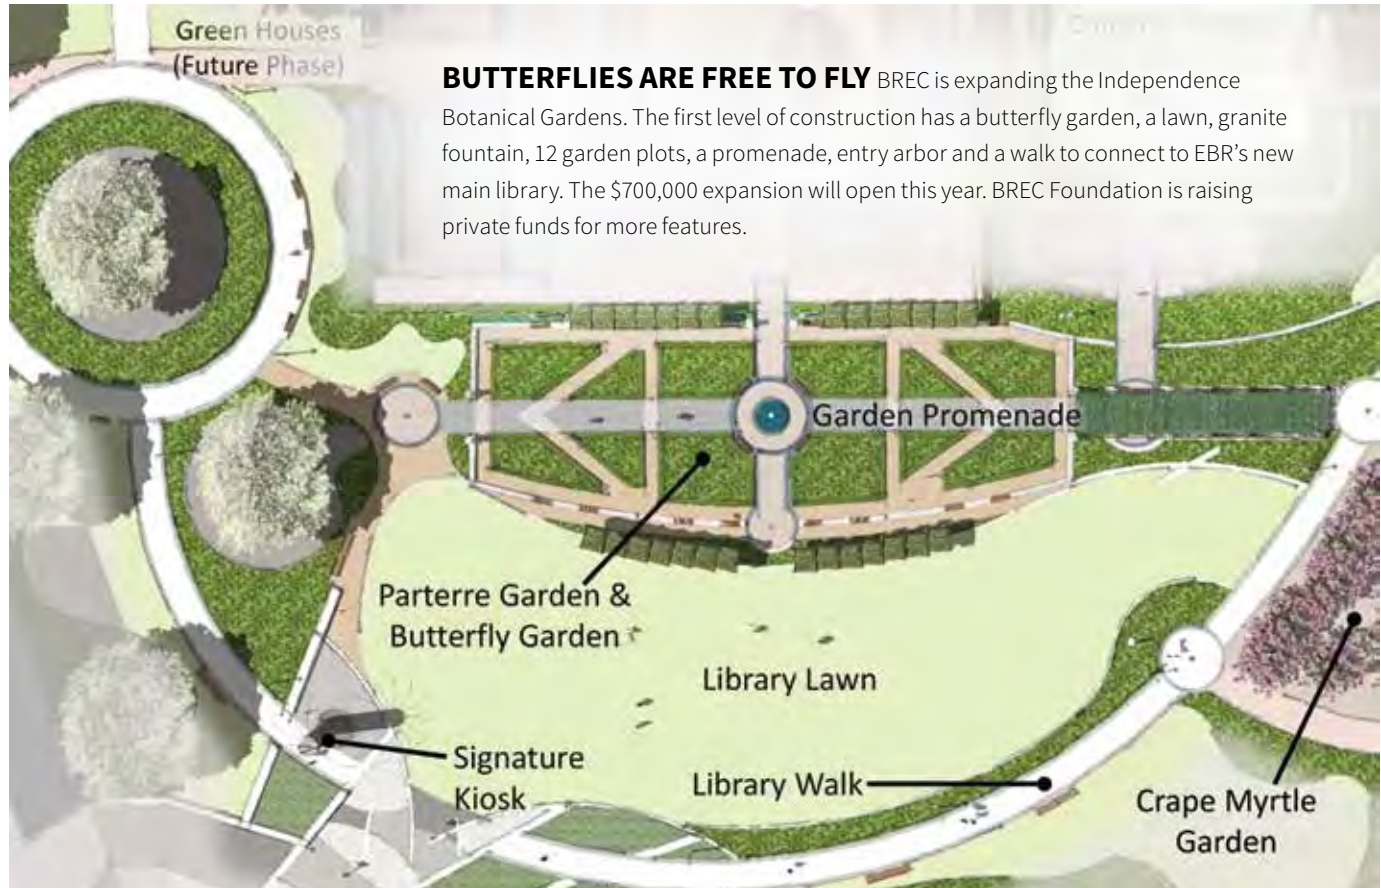 Green Houses
(Future Phase)
BUTTERFLIES ARE FREE TO FLY BREC is expanding the Independence
Botanical Gardens. The first level of construction has a butterfly garden, a lawn, granite
fountain, 12 garden plots, a promenade, entry arbor and a walk to connect to EBR’s new
main library. The $700,000 expansion will open this year. BREC Foundation is raising
private funds for more features.
Garden Promenade
Parterre Garden &
Butterfly Garden
Library Lawn
Signature
Kiosk
Library Walk
Crape Myrtle
Garden